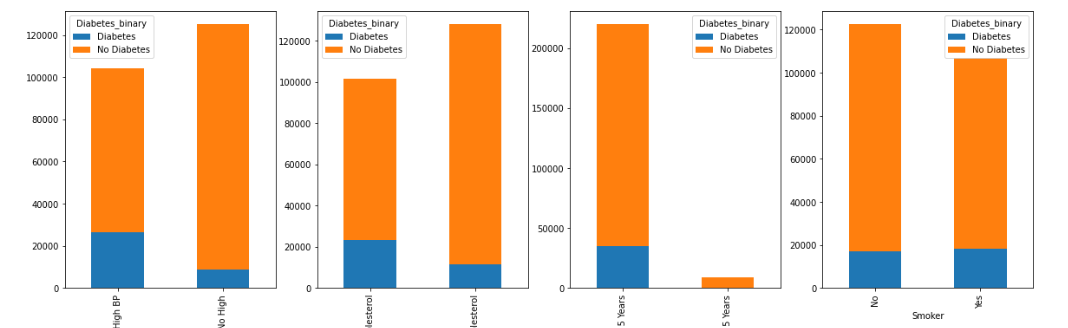 Diabetes_binary
Diabetes
No Diabetes
120000
100000
80000
60000
40000
20000
0
High BP
No High
Diabetes_binary
Diabetes
No Diabetes
120000
100000
80000
60000
40000
20000
0
lesterol
lesterol
Diabetes_binary
Diabetes
No Diabetes
200000
150000
100000
50000
0
5 Years
5 Years
Diabetes_binary
Diabetes
No Diabetes
120000
100000
80000
60000
40000
20000
0
No
Yes
Smoker